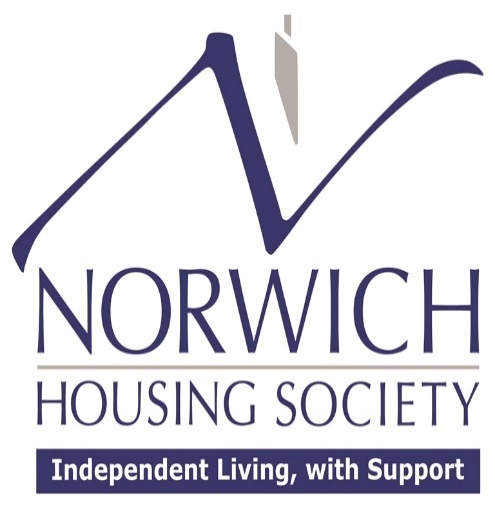 NORWICH
HOUSING SOCIETY
Independent Living, with Support